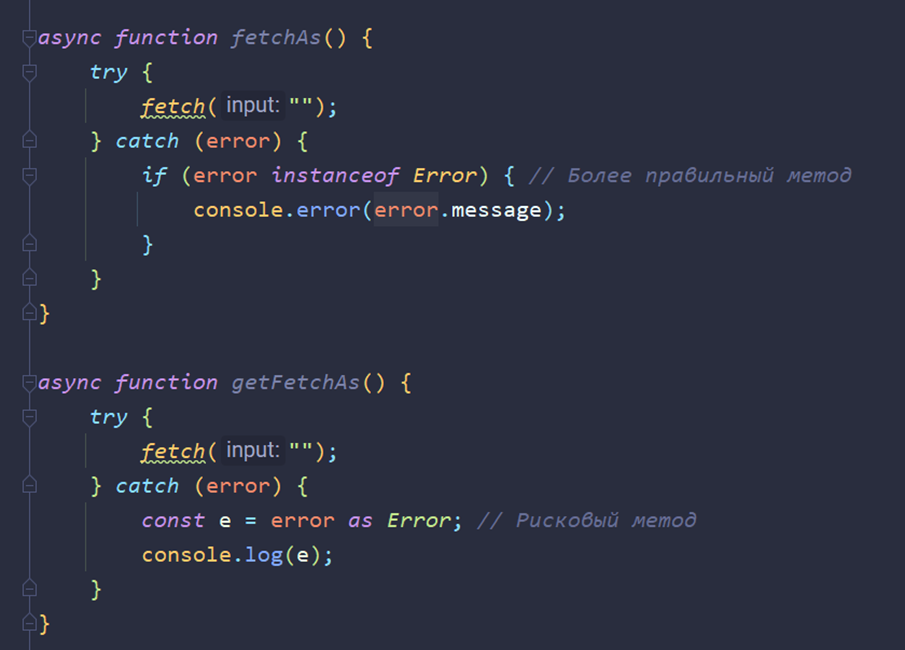 async function fetchAs() {
    try {
        fetch( input: "");
    } catch (error) {
        if (error instanceof Error) { // Более правильный метод
            console.error(error.message);
        }
    }
}

async function getFetchAs() {
    try {
        fetch( input: "");
    } catch (error) {
        const e = error as Error; // Рисковый метод
        console.log(e);
    }
}